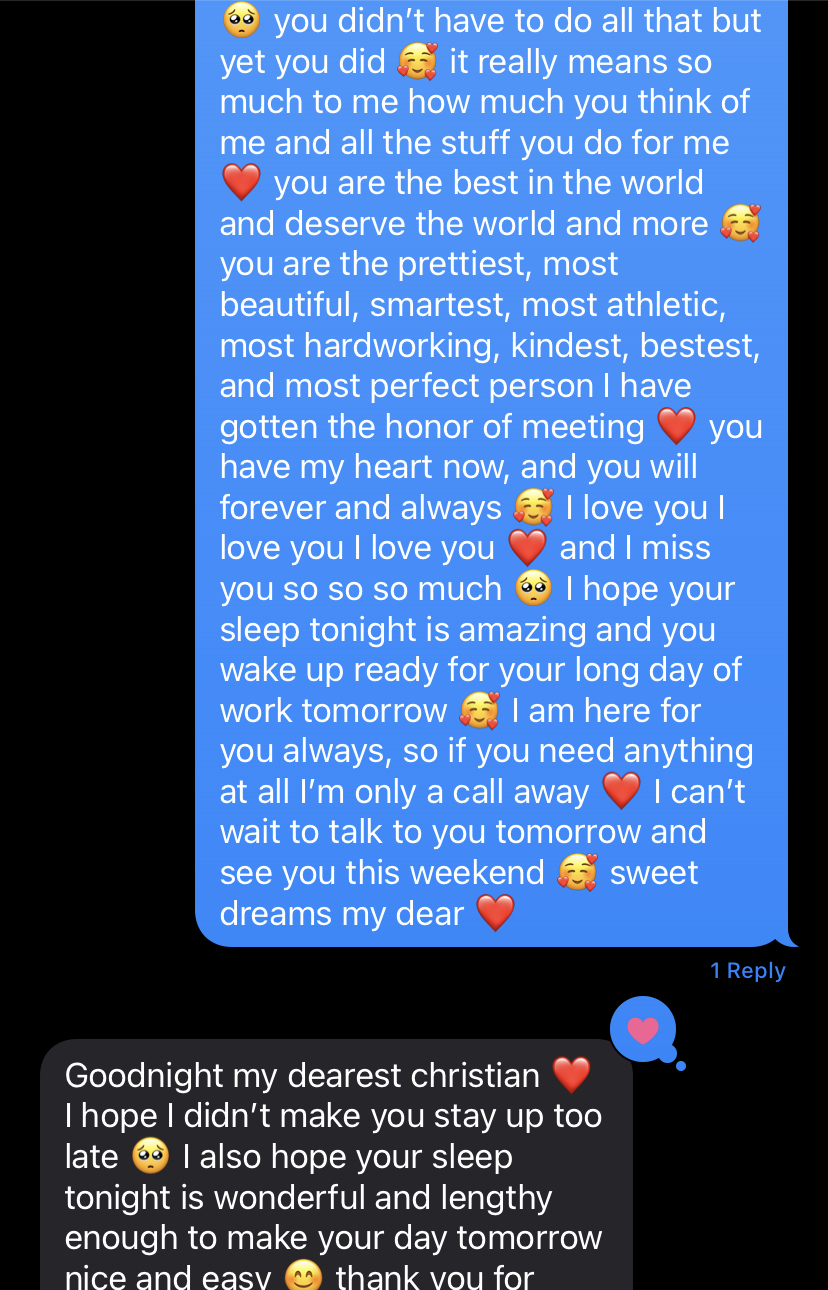 🥺 you didn’t have to do all that but
yet you did 🥰 it really means so
much to me how much you think of
me and all the stuff you do for me
❤️ you are the best in the world
and deserve the world and more 🥰
you are the prettiest, most
beautiful, smartest, most athletic,
most hardworking, kindest, bestest,
and most perfect person I have
gotten the honor of meeting ❤️ you
have my heart now, and you will
forever and always 🥰 I love you I
love you I love you ❤️ and I miss
you so so so much 🥺 I hope your
sleep tonight is amazing and you
wake up ready for your long day of
work tomorrow 🥰 I am here for
you always, so if you need anything
at all I’m only a call away ❤️ I can’t
wait to talk to you tomorrow and
see you this weekend 🥰 sweet
dreams my dear ❤️
1 Reply
Goodnight my dearest christian ❤️
I hope I didn’t make you stay up too
late 🥺 I also hope your sleep
tonight is wonderful and lengthy
enough to make your day tomorrow
nice and easy 😊 thank you for